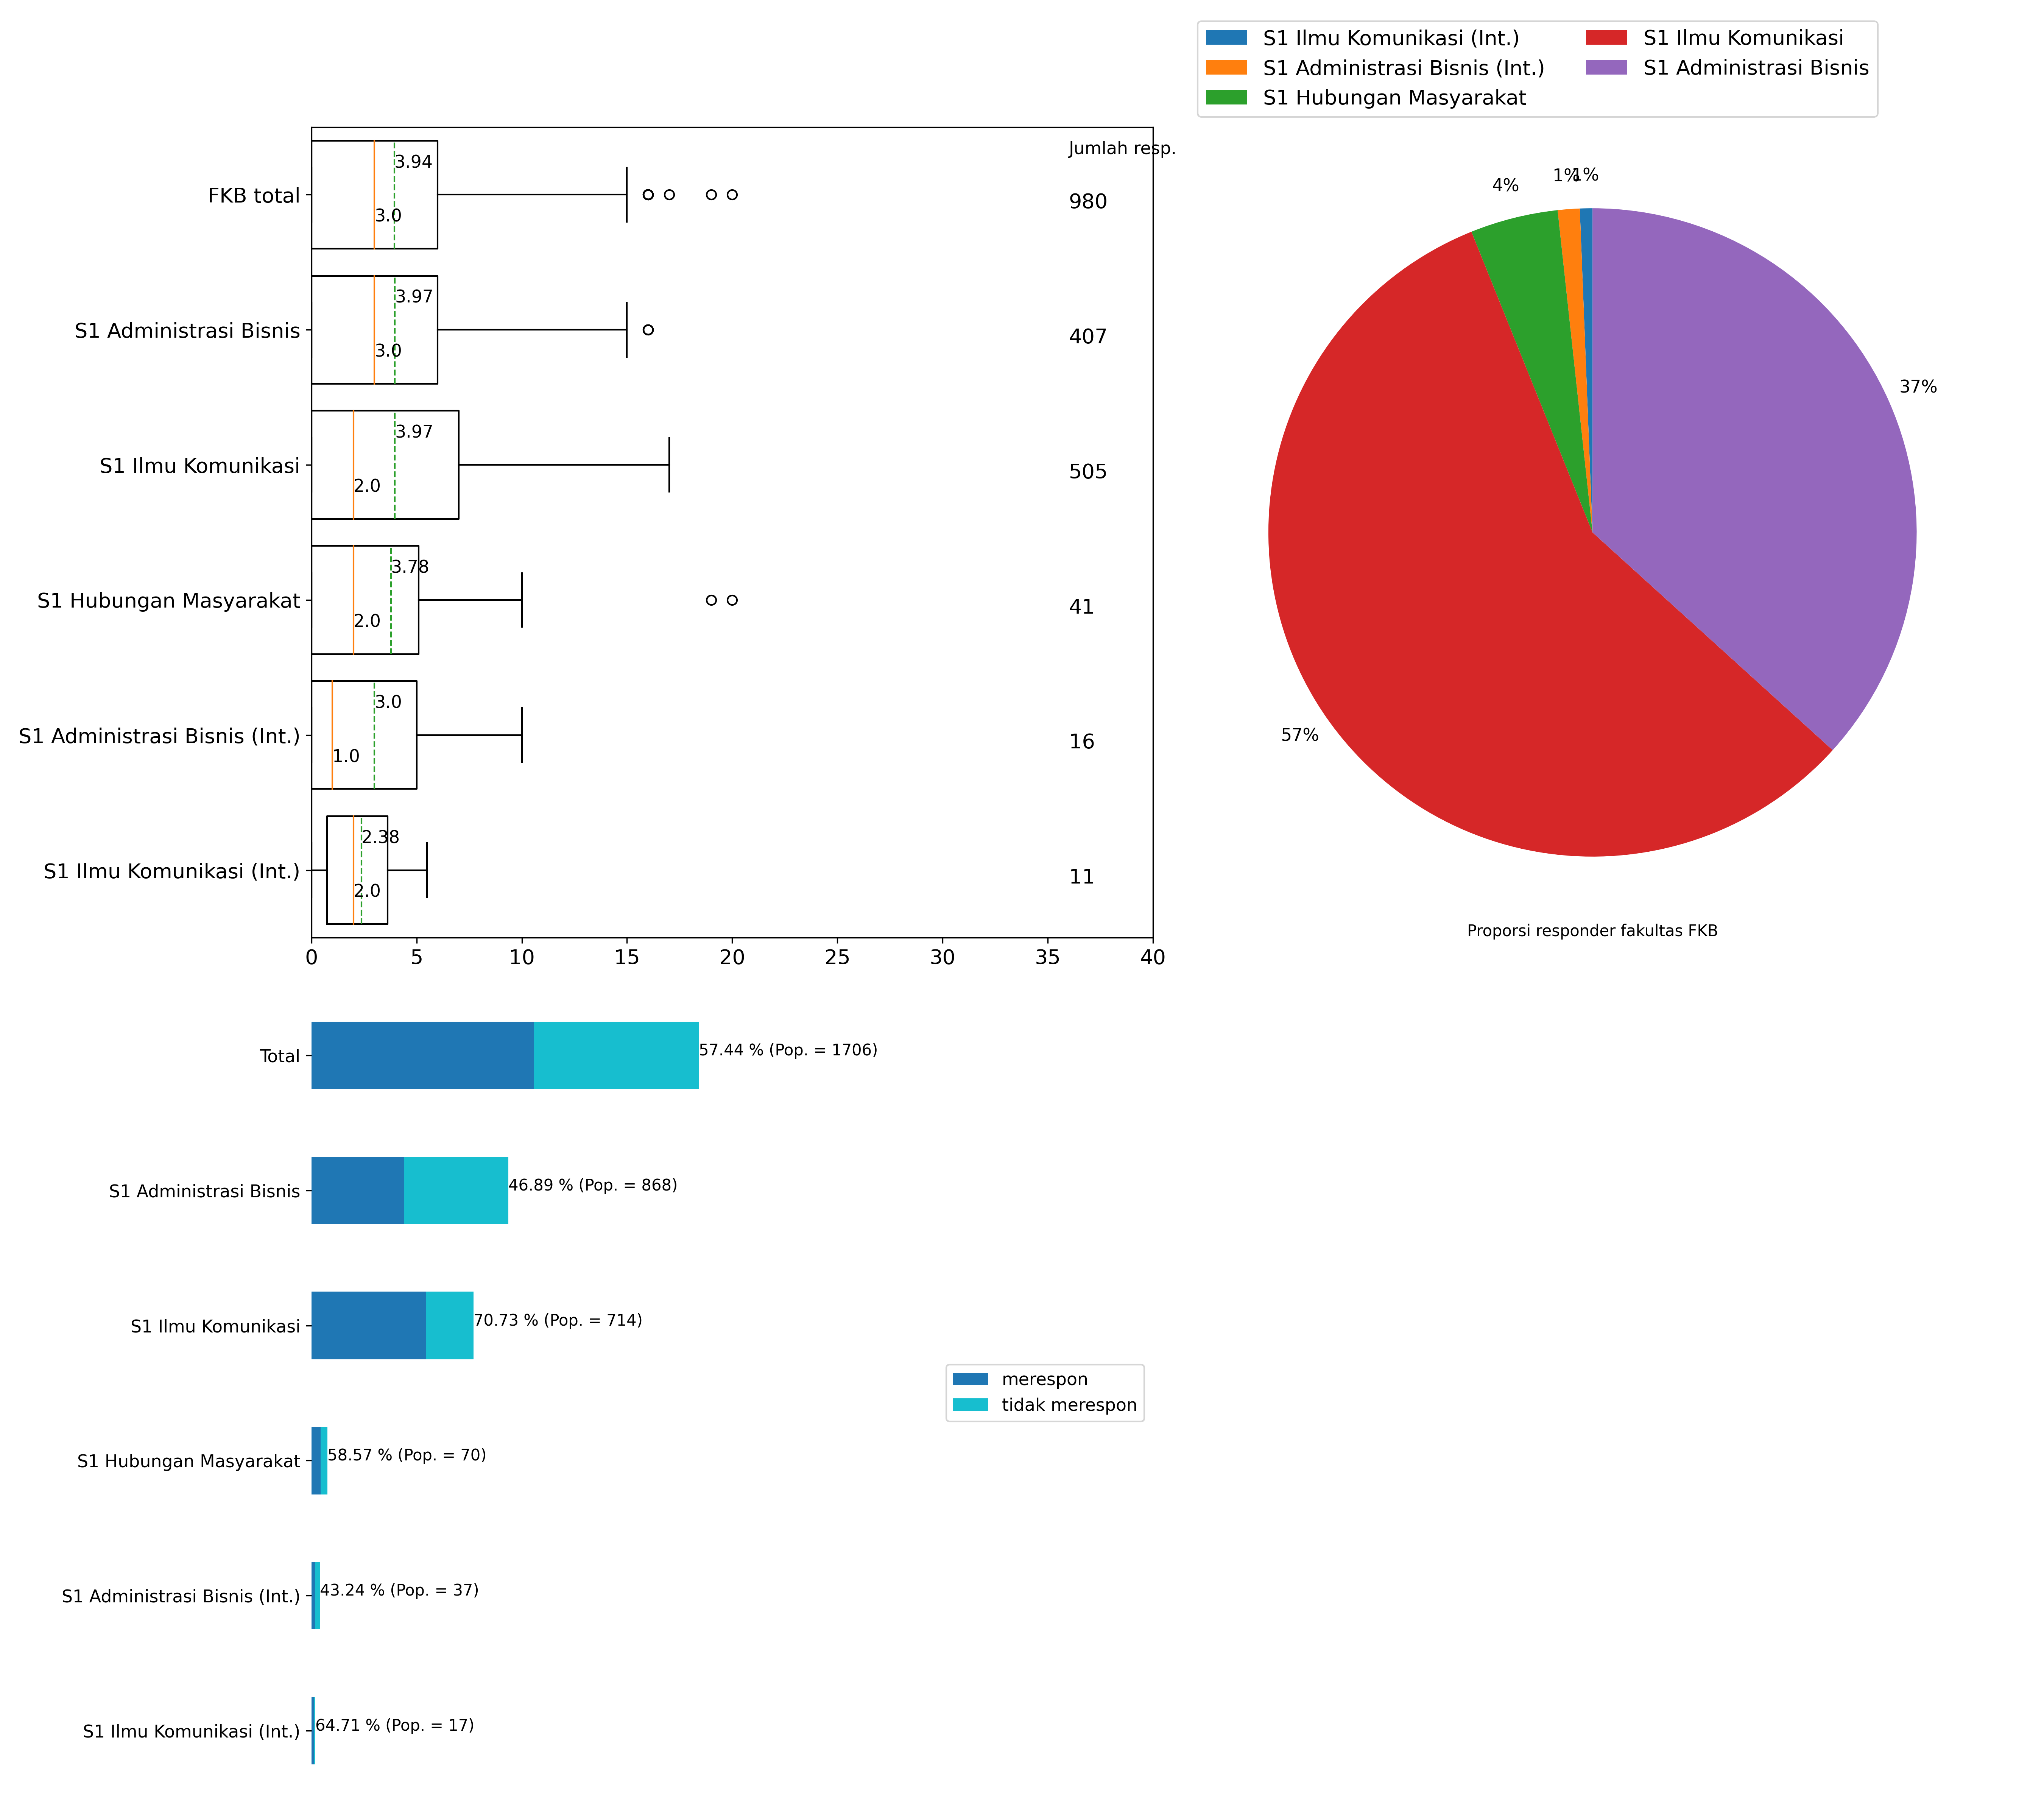 S1 Ilmu Komunikasi (Int.)
S1 Administrasi Bisnis (Int.)
S1 Hubungan Masyarakat
S1 Ilmu Komunikasi
S1 Administrasi Bisnis
Jumlah resp.
FKB total
3.94
3.0
980
S1 Administrasi Bisnis
3.97
3.0
407
S1 Ilmu Komunikasi
3.97
2.0
505
S1 Hubungan Masyarakat
3.78
2.0
41
S1 Administrasi Bisnis (Int.)
3.0
1.0
16
S1 Ilmu Komunikasi (Int.)
2.38
2.0
11
0 5 10 15 20 25 30 35 40
4%
1%
1%
37%
57%
Proporsi responder fakultas FKB
Total
57.44 % (Pop. = 1706)
S1 Administrasi Bisnis
46.89 % (Pop. = 868)
S1 Ilmu Komunikasi
70.73 % (Pop. = 714)
merespon
tidak merespon
S1 Hubungan Masyarakat
58.57 % (Pop. = 70)
S1 Administrasi Bisnis (Int.)
43.24 % (Pop. = 37)
S1 Ilmu Komunikasi (Int.)
64.71 % (Pop. = 17)